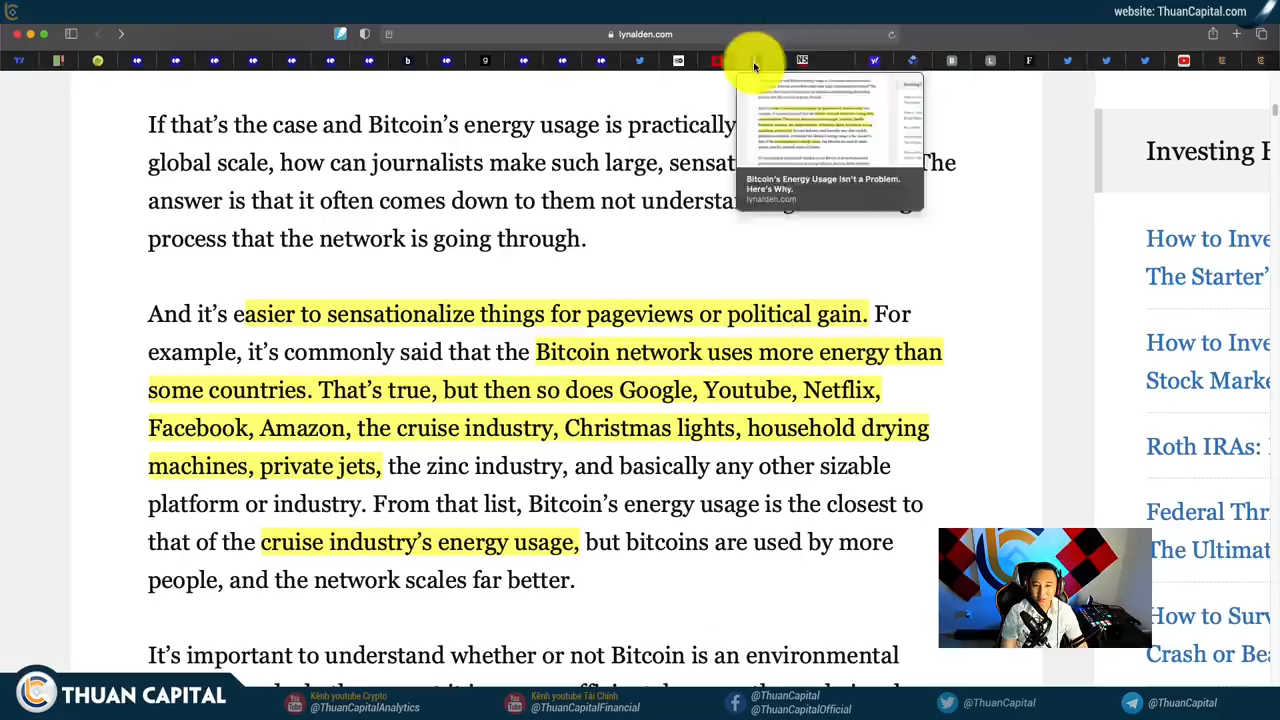 website: ThuanCapital.com
lynalden.com
NS
If that's the case and Bitcoin's energy usage is practically
global scale, how can journalists make such large, sensat
The
answer is that it often comes down to them not understa
process that the network is going through.
Bitcoin's Energy Usage Isn't a Problem.
Here's Why.
lynalden.com
And it's easier to sensationalize things for pageviews or political gain. For
example, it's commonly said that the Bitcoin network uses more energy than
some countries. That's true, but then so does Google, Youtube, Netflix,
Facebook, Amazon, the cruise industry, Christmas lights, household drying
machines, private jets, the zinc industry, and basically any other sizable
platform or industry. From that list, Bitcoin's energy usage is the closest to
that of the cruise industry's energy usage, but bitcoins are used by more
people, and the network scales far better.
It's important to understand whether or not Bitcoin is an environmental
Investing
How to Inve
The Starter'
How to Inve
Stock Marke
Roth IRAs:
Federal Thr
The Ultimat
How to Surv
Crash or Be
THUAN CAPITAL
Kênh youtube Crypto
@ThuanCapitalAnalytics
Kênh youtube Tài Chính
@ThuanCapitalFinancial
@ThuanCapital
@ThuanCapitalOfficial
@ThuanCapital
@ThuanCapital